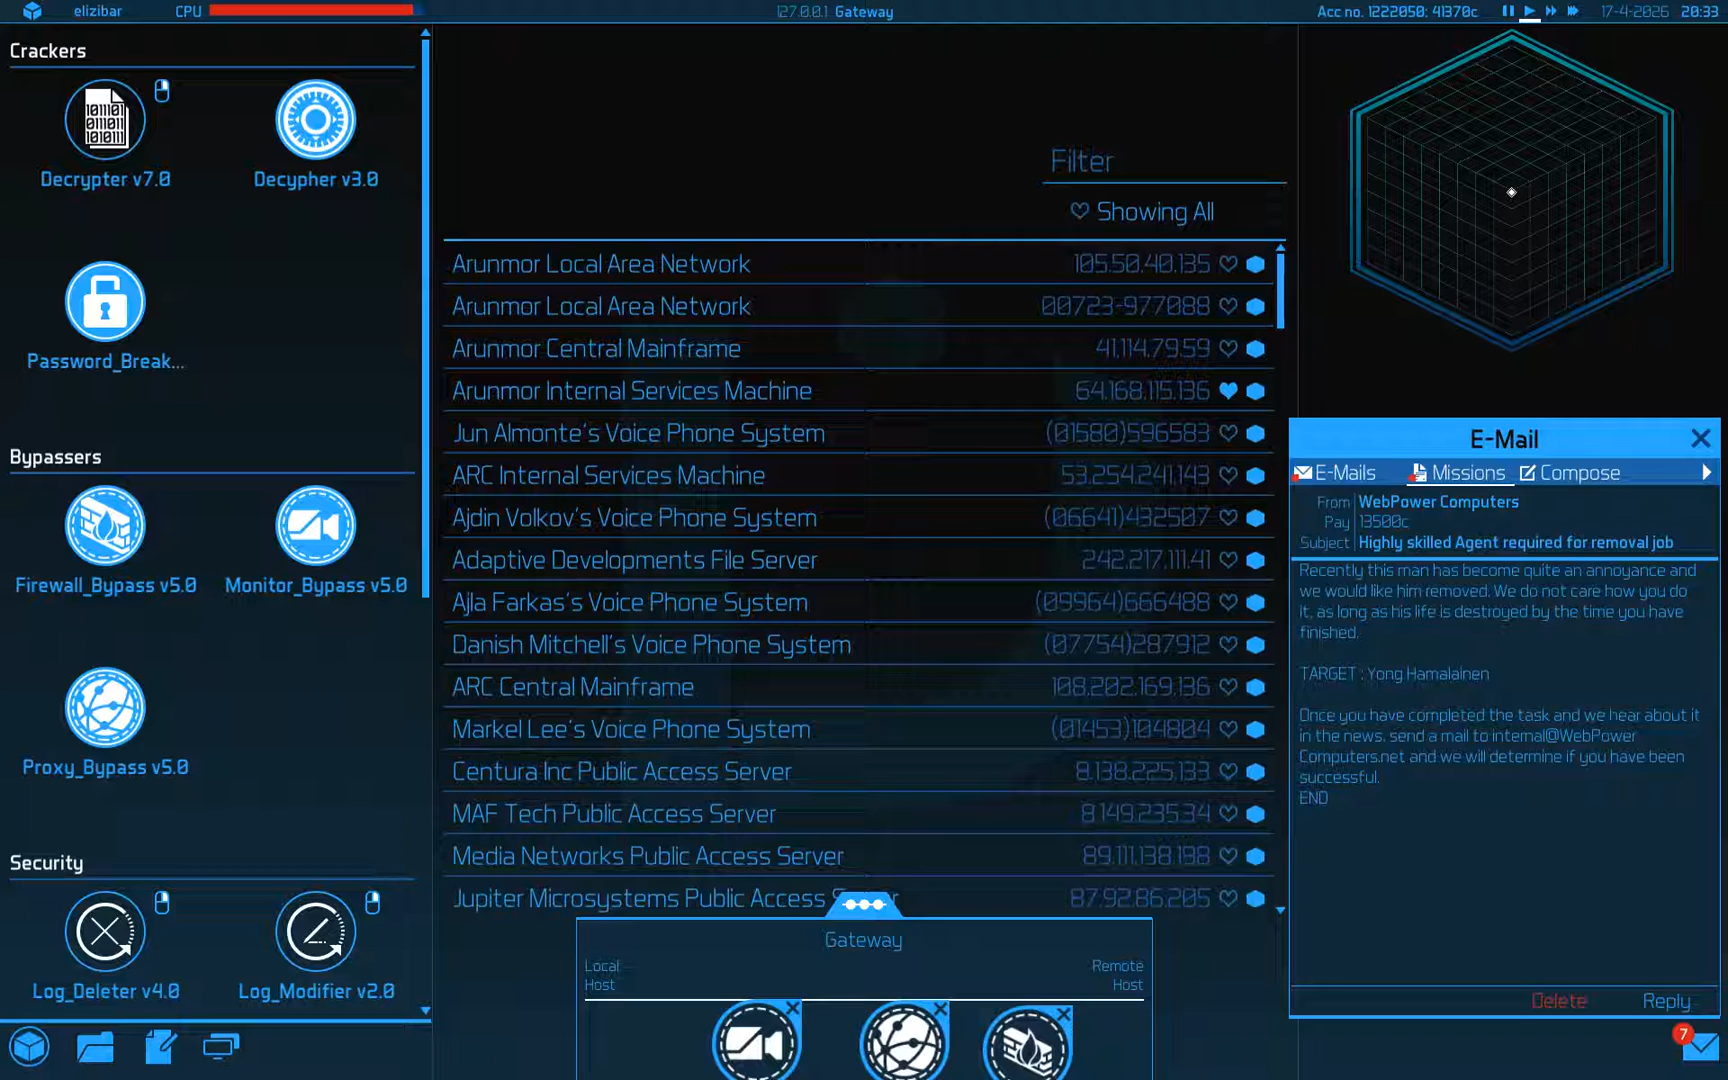 elizibar
CPU
127.0.0.1 Gateway
Acc no. 1222050: 41370c
17-4-2026 20:33
Crackers
Decrypter v7.0
Decypher v3.0
Password_Break...
Bypassers
Firewall_Bypass v5.0
Monitor_Bypass v5.0
Proxy_Bypass v5.0
Security
Log_Deleter v4.0
Log_Modifier v2.0
Filter
Showing All
Arunmor Local Area Network 105.50.40.135
Arunmor Local Area Network 00723-977088
Arunmor Central Mainframe 41.114.79.59
Arunmor Internal Services Machine 64.168.115.136
Jun Almonte's Voice Phone System (01580)596583
ARC Internal Services Machine 53.254.241.143
Ajdin Volkov's Voice Phone System (06641)432507
Adaptive Developments File Server 242.217.111.41
Ajla Farkas's Voice Phone System (09964)666488
Danish Mitchell's Voice Phone System (07754)287912
ARC Central Mainframe 108.202.169.136
Markel Lee's Voice Phone System (01453)104804
Centura Inc Public Access Server 8.138.225.133
MAF Tech Public Access Server 8.149.235.34
Media Networks Public Access Server 89.111.138.198
Jupiter Microsystems Public Access 87.92.86.205
Gateway
Local Host
Remote Host
E-Mail
E-Mails Missions Compose
From WebPower Computers
Pay 13500c
Subject Highly skilled Agent required for removal job
Recently this man has become quite an annoyance and
we would like him removed. We do not care how you do
it, as long as his life is destroyed by the time you have
finished.
TARGET : Yong Hamalainen
Once you have completed the task and we hear about it
in the news, send a mail to internal@WebPower
Computers.net and we will determine if you have been
successful.
END
Delete Reply
7